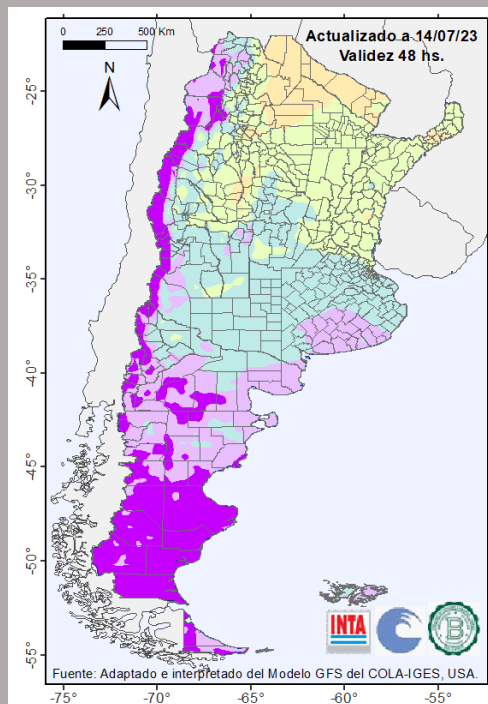 Actualizado a 14/07/23
Validez 48 hs.
0 250 500 Km
N
-25°
-30°
-35°
-40°
-45°
-50°
-55°
INTA
B
Fuente: Adaptado e interpretado del Modelo GFS del COLA-IGES, USA.
-75° -70° -65° -60° -55°